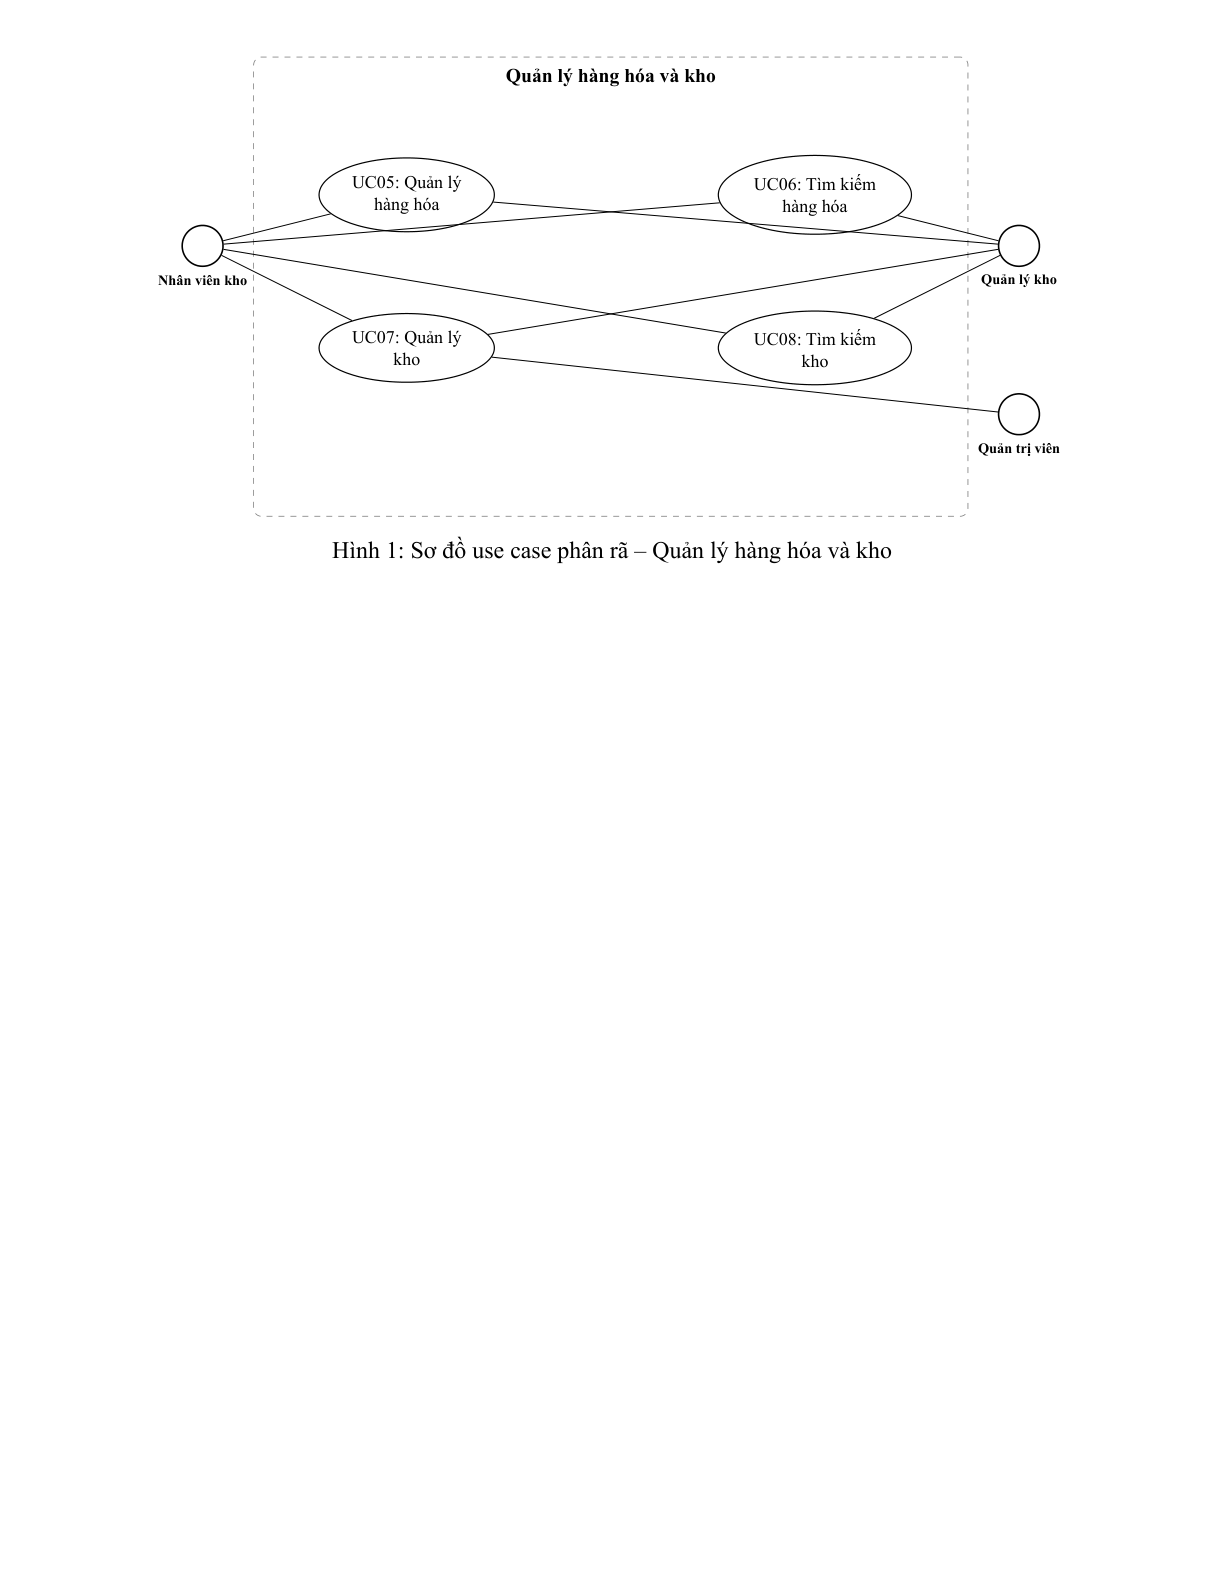 Quản lý hàng hóa và kho
UC05: Quản lý
hàng hóa
UC06: Tìm kiếm
hàng hóa
Nhân viên kho
Quản lý kho
UC07: Quản lý
kho
UC08: Tìm kiếm
kho
Quản trị viên
Hình 1: Sơ đồ use case phân rã – Quản lý hàng hóa và kho